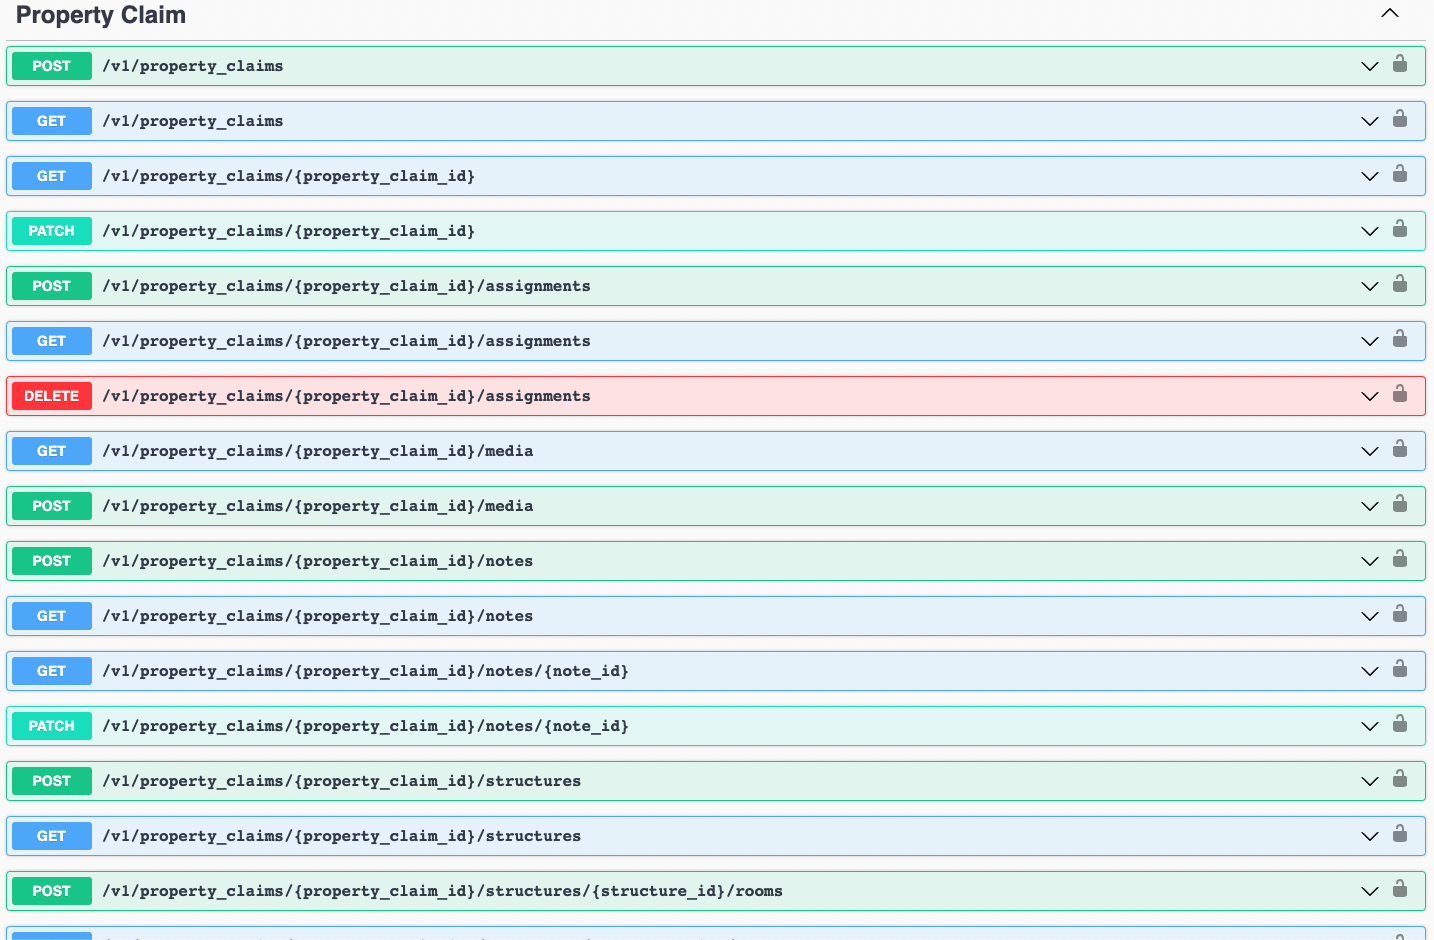 Property Claim
POST /v1/property_claims
GET /v1/property_claims
GET /v1/property_claims/{property_claim_id}
PATCH /v1/property_claims/{property_claim_id}
POST /v1/property_claims/{property_claim_id}/assignments
GET /v1/property_claims/{property_claim_id}/assignments
DELETE /v1/property_claims/{property_claim_id}/assignments
GET /v1/property_claims/{property_claim_id}/media
POST /v1/property_claims/{property_claim_id}/media
POST /v1/property_claims/{property_claim_id}/notes
GET /v1/property_claims/{property_claim_id}/notes
GET /v1/property_claims/{property_claim_id}/notes/{note_id}
PATCH /v1/property_claims/{property_claim_id}/notes/{note_id}
POST /v1/property_claims/{property_claim_id}/structures
GET /v1/property_claims/{property_claim_id}/structures
POST /v1/property_claims/{property_claim_id}/structures/{structure_id}/rooms